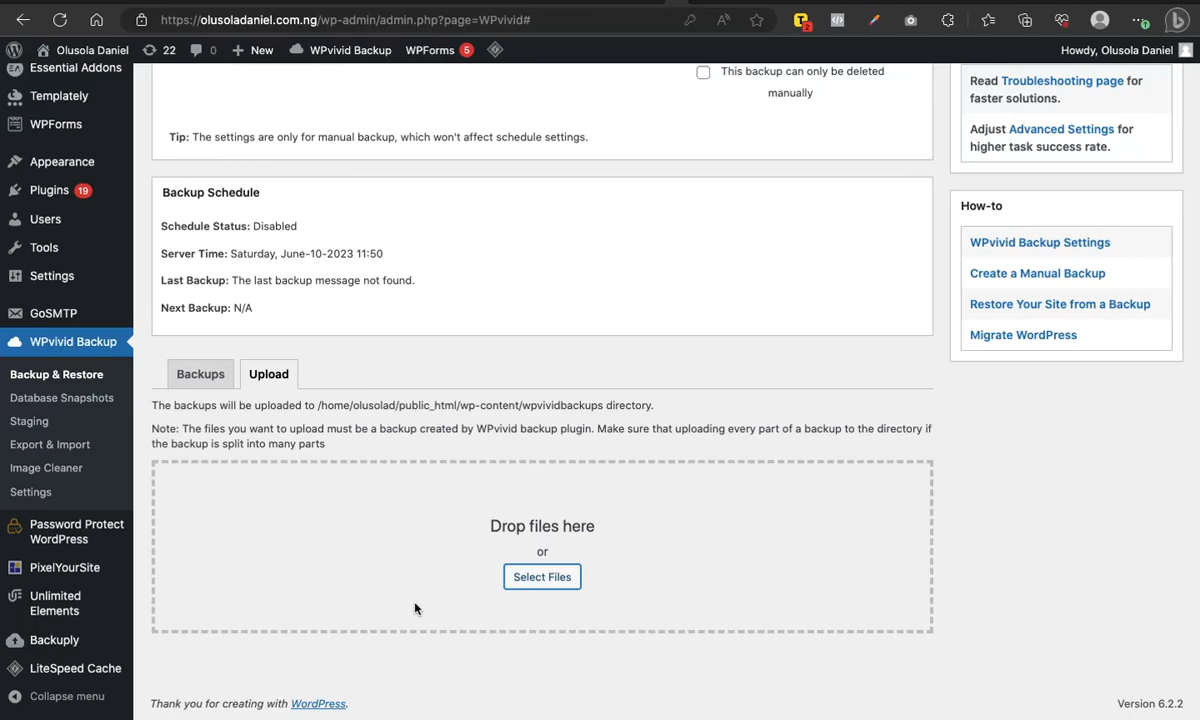 https://olusoladaniel.com.ng/wp-admin/admin.php?page=WPvivid#
2
Olusola Daniel
22
0
New
WPvivid Backup
WPForms
5
Howdy, Olusola Daniel
Essential Addons
Templately
WPForms
Appearance
Plugins 19
Users
Tools
Settings
GoSMTP
WPvivid Backup
Backup & Restore
Database Snapshots
Staging
Export & Import
Image Cleaner
Settings
Password Protect
WordPress
PixelYourSite
Unlimited
Elements
Backuply
LiteSpeed Cache
Collapse menu
This backup can only be deleted
manually
Tip: The settings are only for manual backup, which won't affect schedule settings.
Backup Schedule
Schedule Status: Disabled
Server Time: Saturday, June-10-2023 11:50
Last Backup: The last backup message not found.
Next Backup: N/A
Backups
Upload
The backups will be uploaded to /home/olusolad/public_html/wp-content/wpvividbackups directory.
Note: The files you want to upload must be a backup created by WPvivid backup plugin. Make sure that uploading every part of a backup to the directory if
the backup is split into many parts
Drop files here
or
Select Files
Thank you for creating with WordPress.
Version 6.2.2
Read Troubleshooting page for
faster solutions.
Adjust Advanced Settings for
higher task success rate.
How-to
WPvivid Backup Settings
Create a Manual Backup
Restore Your Site from a Backup
Migrate WordPress